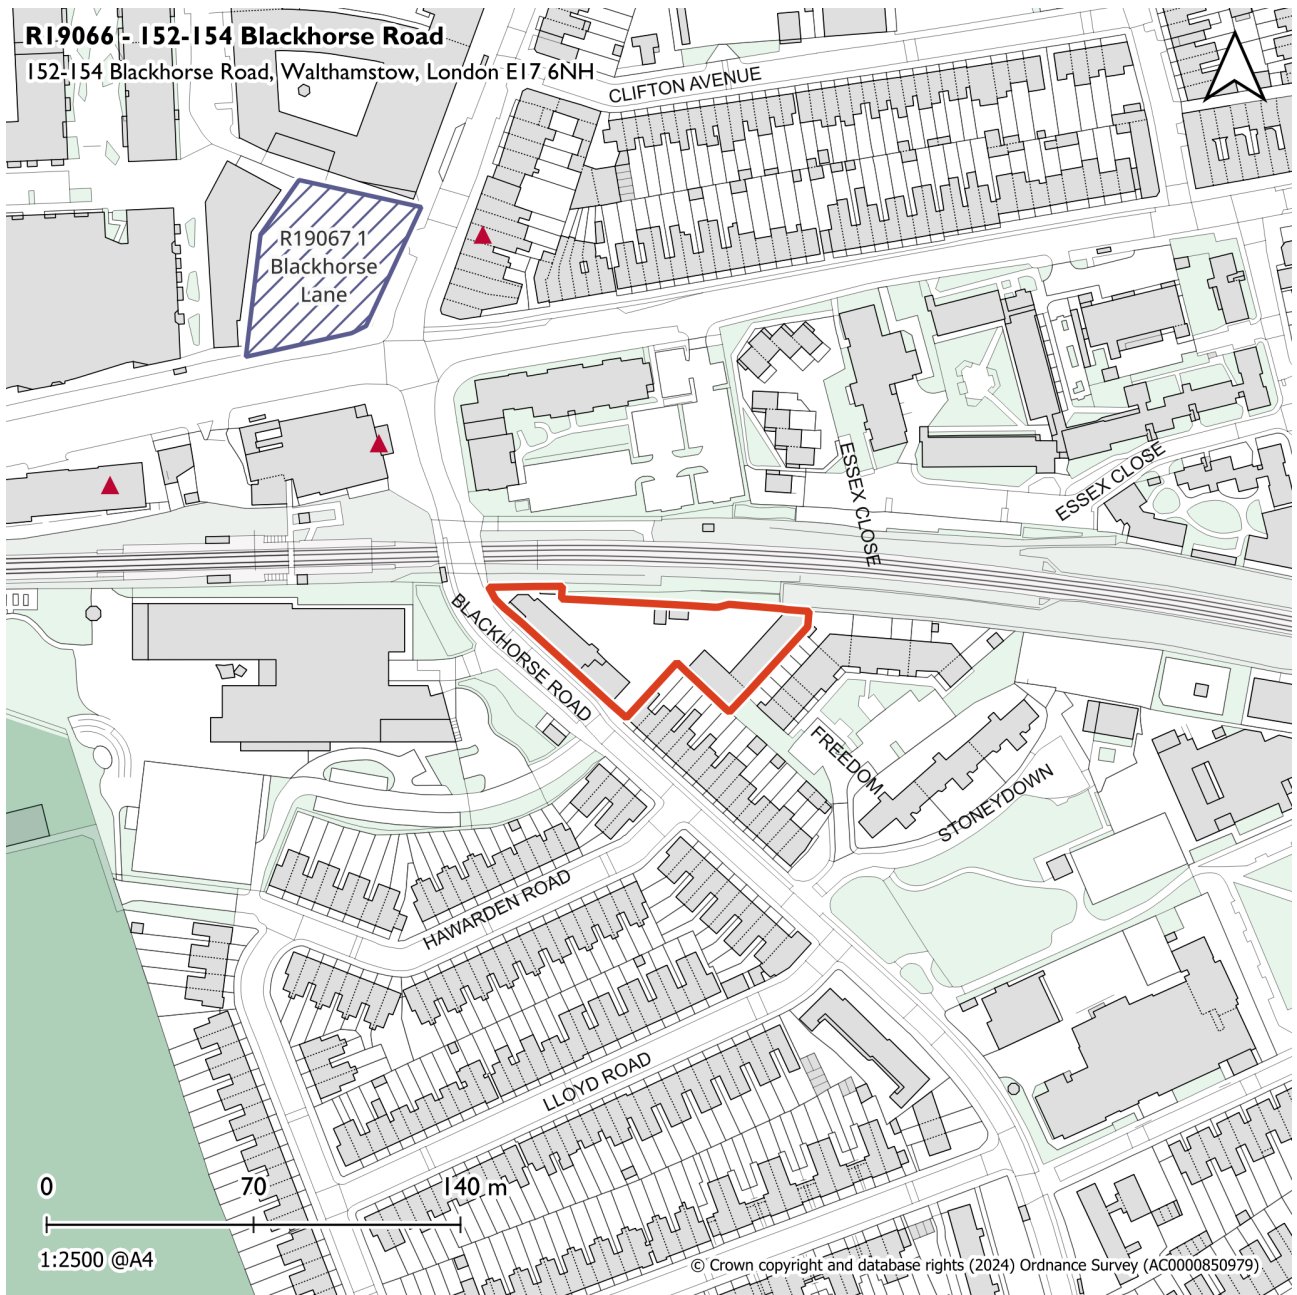 R19066 - 152-154 Blackhorse Road
152-154 Blackhorse Road, Walthamstow, London E17 6NH
CLIFTON AVENUE
R19067 1
Blackhorse
Lane
ESSEX CLOSE
ESSEX CLOSE
BLACKHORSE ROAD
FREEDOM
STONEYDOWN
HAWARDEN ROAD
LLOYD ROAD
0 70 140 m
1:2500 @A4
© Crown copyright and database rights (2024) Ordnance Survey (AC0000850979)